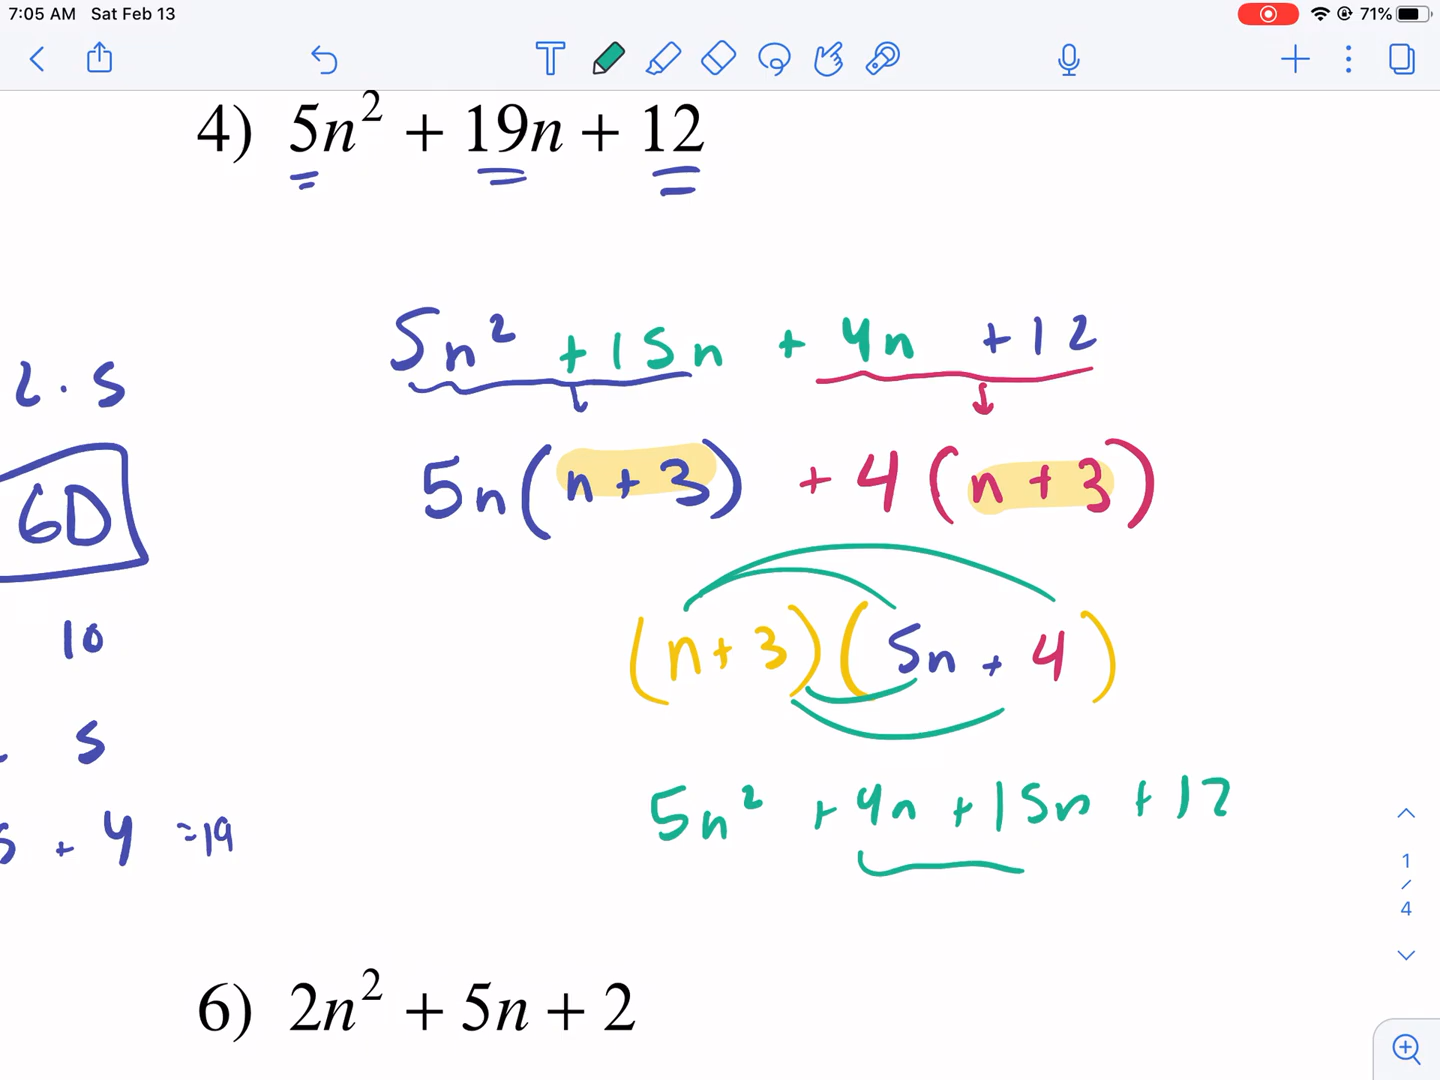 7:05 AM Sat Feb 13
71%
4) 5n² + 19n + 12
5n² + 15n + 4n + 12
2 · 5
5n(n + 3) + 4(n + 3)
60
10
(n + 3)(5n + 4)
5
5n² + 4n + 15n + 12
+ 4 = 19
1 / 4
6) 2n² + 5n + 2